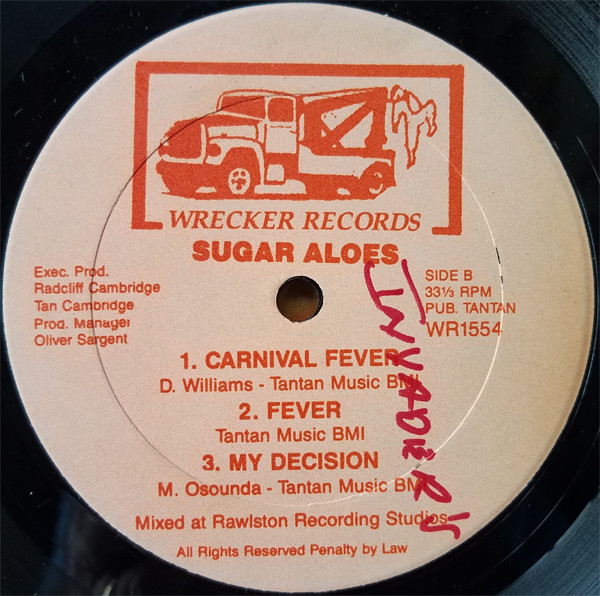 WRECKER RECORDS
SUGAR ALOES
Exec. Prod.
Radcliff Cambridge
Tan Cambridge
Prod. Manager
Oliver Sargent
SIDE B
33⅓ RPM
PUB. TANTAN
WR1554
1. CARNIVAL FEVER
D. Williams - Tantan Music BMI
2. FEVER
Tantan Music BMI
3. MY DECISION
M. Osounda - Tantan Music BMI
Mixed at Rawlston Recording Studios
All Rights Reserved Penalty by Law
INVADER'S